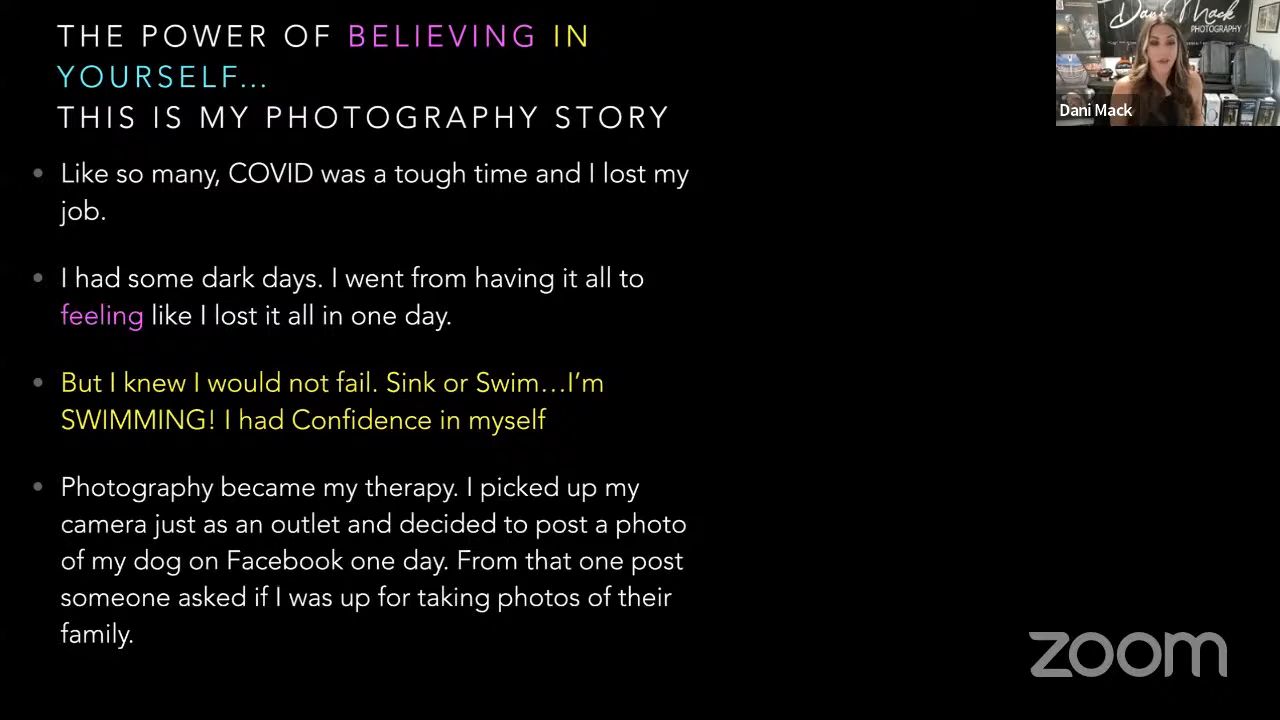 THE POWER OF BELIEVING IN
YOURSELF...
THIS IS MY PHOTOGRAPHY STORY
Like so many, COVID was a tough time and I lost my
job.
I had some dark days. I went from having it all to
feeling like I lost it all in one day.
But I knew I would not fail. Sink or Swim...I'm
SWIMMING! I had Confidence in myself
Photography became my therapy. I picked up my
camera just as an outlet and decided to post a photo
of my dog on Facebook one day. From that one post
someone asked if I was up for taking photos of their
family.
Dani Mack
PHOTOGRAPHY
Dani Mack
zoom